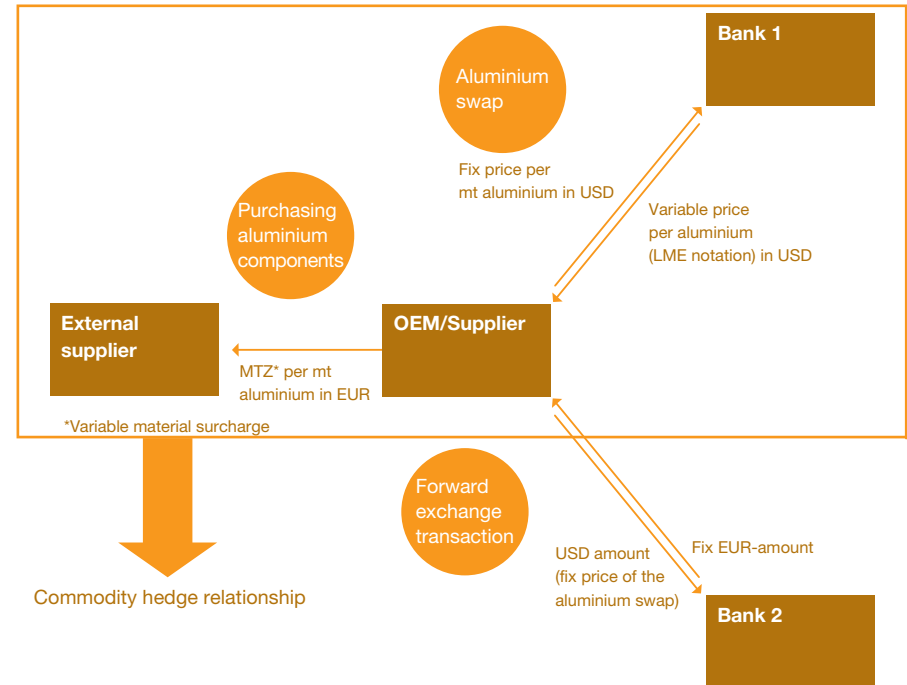 Bank 1
Aluminium
swap
Fix price per
mt aluminium in USD
Variable price
per aluminium
(LME notation) in USD
Purchasing
aluminium
components
External
supplier
OEM/Supplier
MTZ* per mt
aluminium in EUR
*Variable material surcharge
Forward
exchange
transaction
USD amount
(fix price of the
aluminium swap)
Fix EUR-amount
Commodity hedge relationship
Bank 2